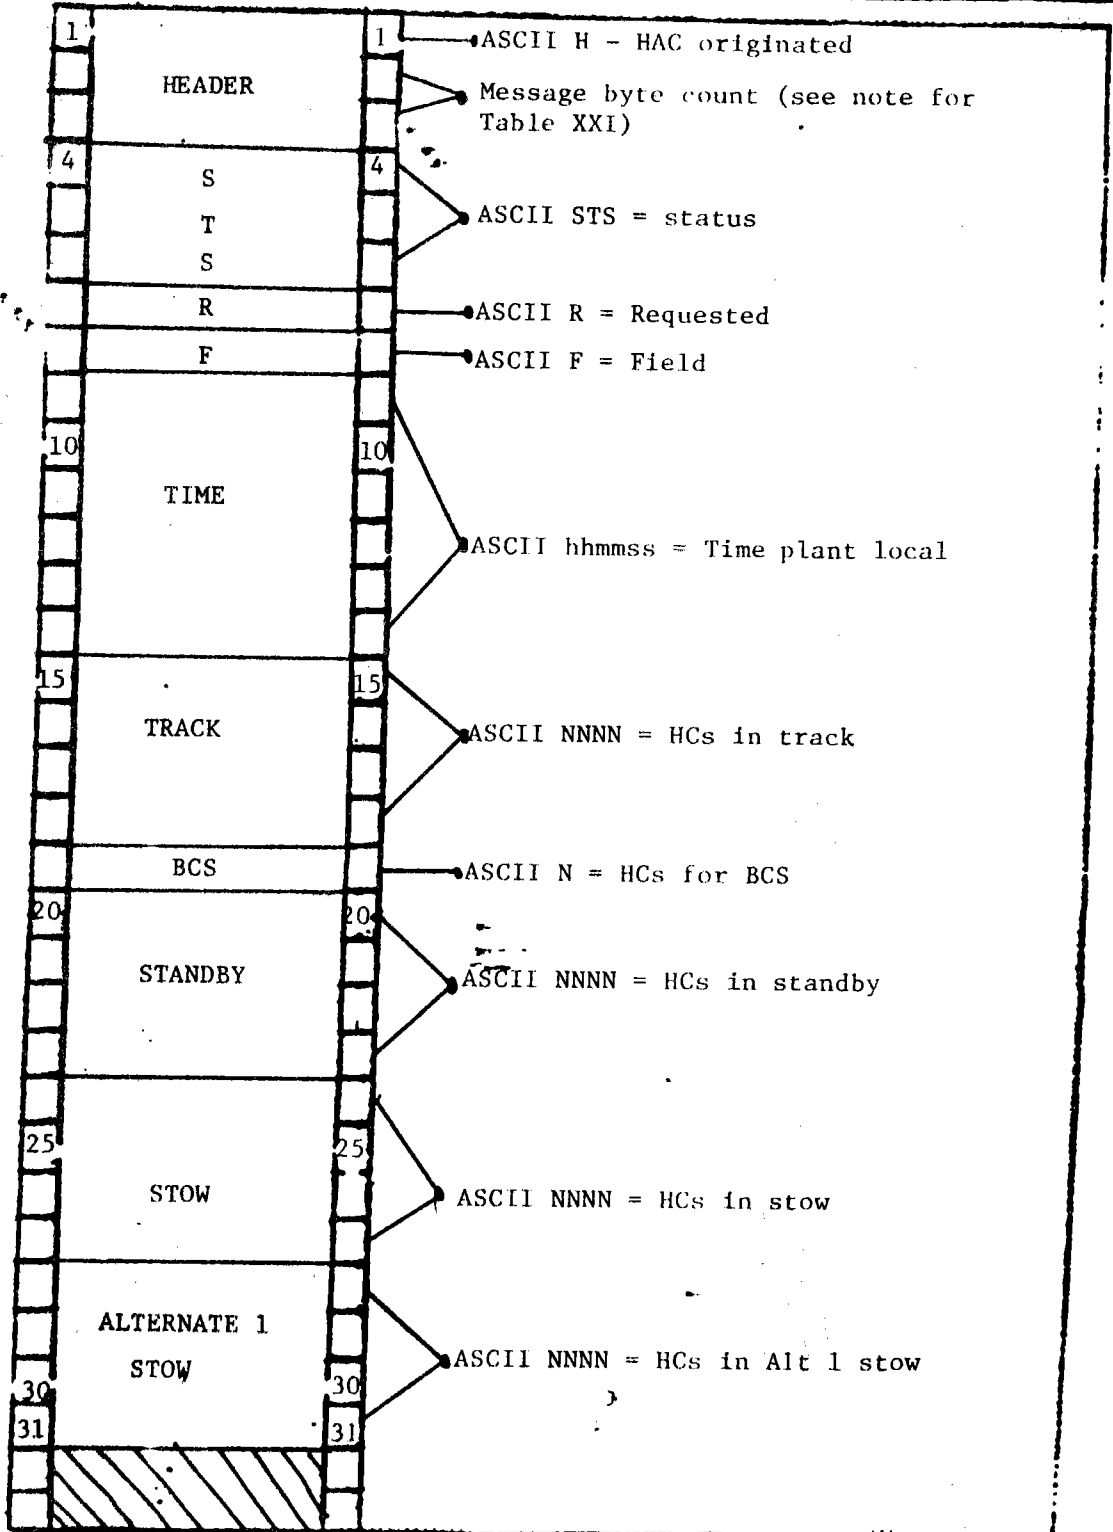 1 1 ASCII H - HAC originated
HEADER
Message byte count (see note for
Table XXI)
4 4
S
T
S
ASCII STS = status
R ASCII R = Requested
F ASCII F = Field
10 10
TIME
ASCII hhmmss = Time plant local
15 15
TRACK ASCII NNNN = HCs in track
BCS ASCII N = HCs for BCS
20 20
STANDBY ASCII NNNN = HCs in standby
25 25
STOW ASCII NNNN = HCs in stow
ALTERNATE 1
STOW ASCII NNNN = HCs in Alt 1 stow
30 30
31 31